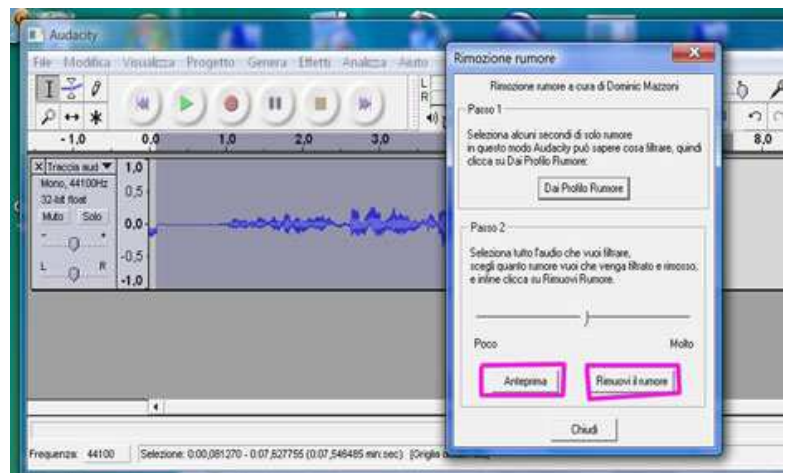 Audacity
File Modifica Visualizza Progetto Genera Effetti Analizza Aiuto
L
R
- 1,0 0,0 1,0 2,0 3,0 8,0
X Traccia aud
Mono, 44100Hz
32-bit float
Muto Solo
- +
L R
1,0
0,5
0,0
-0,5
-1,0
Frequenza: 44100 Selezione: 0:00,081270 - 0:07,627755 (0:07,546485 min:sec) [Griglia
Rimozione rumore
X
Rimozione rumore a cura di Dominic Mazzoni
Passo 1
Seleziona alcuni secondi di solo rumore
in questo modo Audacity può sapere cosa filtrare, quindi
clicca su Dai Profilo Rumore:
Dai Profilo Rumore
Passo 2
Seleziona tutto l'audio che vuoi filtrare,
scegli quanto rumore vuoi che venga filtrato e rimosso,
e infine clicca su Rimuovi Rumore.
Poco Molto
Anteprima Rimuovi il rumore
Chiudi